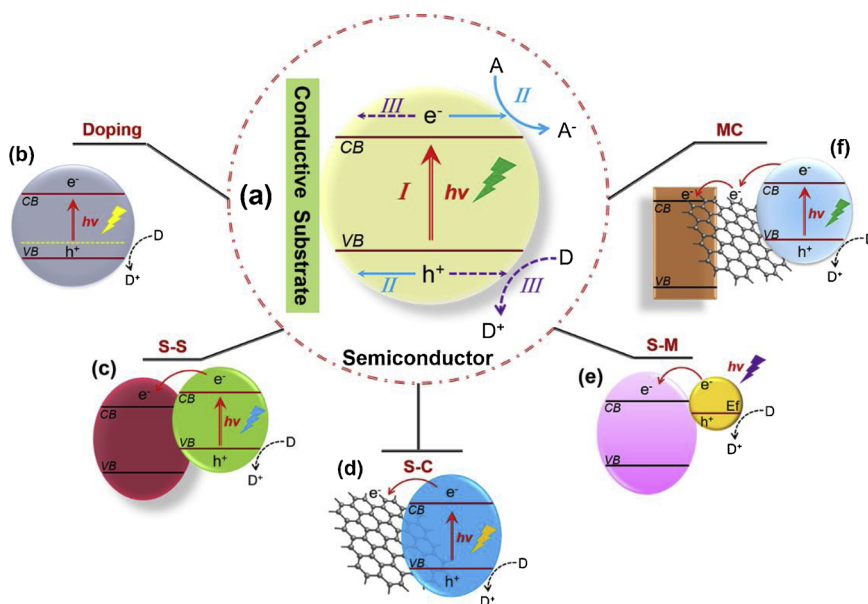 (a)
Conductive Substrate
III
e-
II
A
II
A-
CB
I
hv
VB
II
h+
III
D
D+
Semiconductor
(b)
Doping
e-
CB
hv
VB
h+
D
D+
S-S
(c)
e-
e-
CB
CB
hv
VB
VB
h+
D
D+
(d)
S-C
e-
e-
CB
hv
VB
h+
D
D+
S-M
(e)
hv
e-
e-
CB
Ef
h+
D
VB
D+
MC
(f)
e-
e-
e-
CB
CB
hv
VB
h+
D
D+
VB